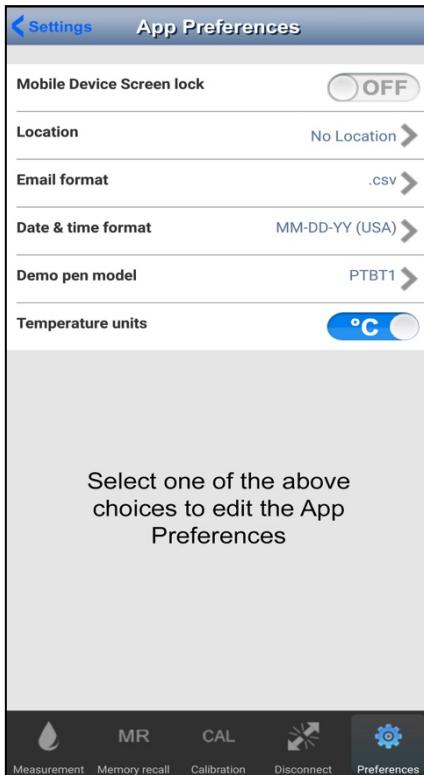 Settings App Preferences
Mobile Device Screen lock OFF
Location No Location
Email format .csv
Date & time format MM-DD-YY (USA)
Demo pen model PTBT1
Temperature units °C
Select one of the above
choices to edit the App
Preferences
MR CAL
Measurement Memory recall Calibration Disconnect Preferences